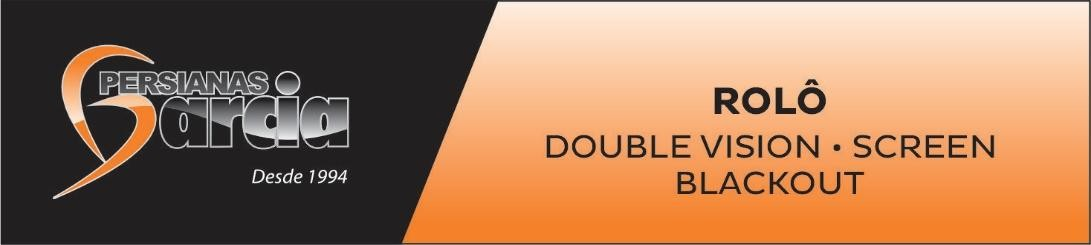 PERSIANAS
Garcia
Desde 1994
ROLÔ
DOUBLE VISION • SCREEN
BLACKOUT